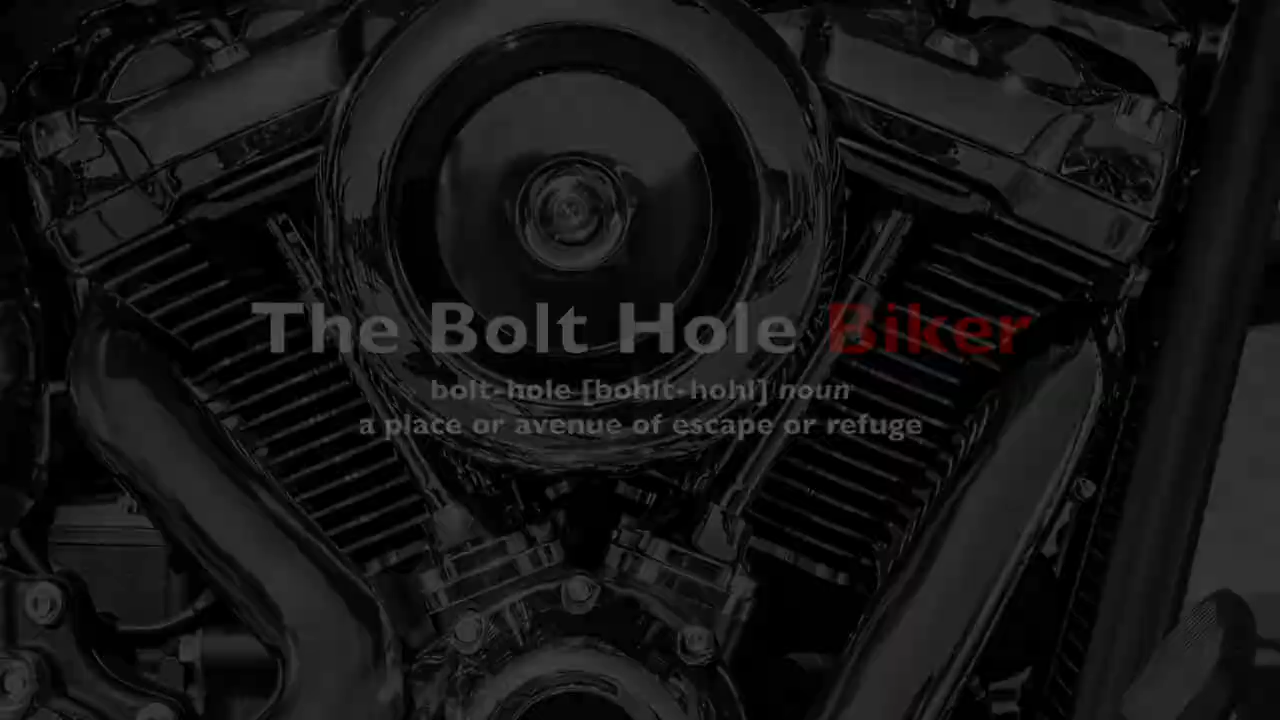 The Bolt Hole Biker
bolt-hole [bohlt-hohl] noun
a place or avenue of escape or refuge